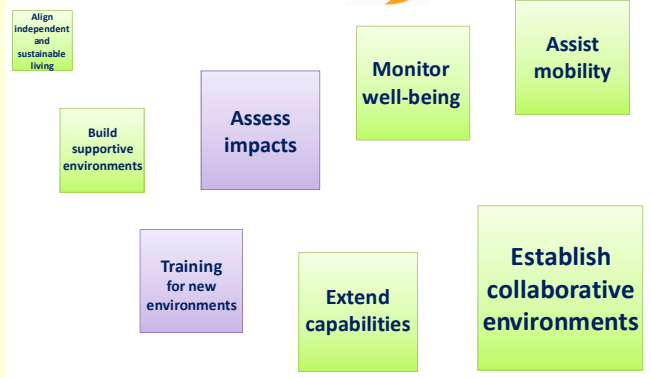 Align
independent
and
sustainable
living
Build
supportive
environments
Assess
impacts
Monitor
well-being
Assist
mobility
Training
for new
environments
Extend
capabilities
Establish
collaborative
environments